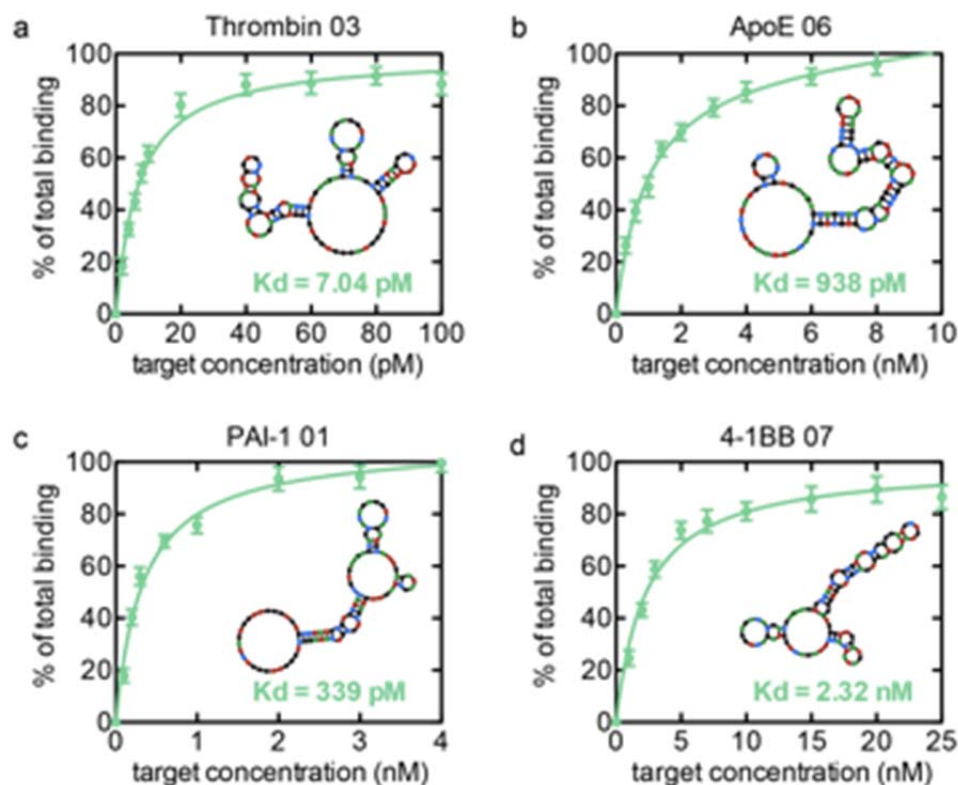 a Thrombin 03
100
80
60
40
20
0
% of total binding
Kd = 7.04 pM
0 20 40 60 80 100
target concentration (pM)
b ApoE 06
100
80
60
40
20
0
% of total binding
Kd = 938 pM
0 2 4 6 8 10
target concentration (nM)
c PAI-1 01
100
80
60
40
20
0
% of total binding
Kd = 339 pM
0 1 2 3 4
target concentration (nM)
d 4-1BB 07
100
80
60
40
20
0
% of total binding
Kd = 2.32 nM
0 5 10 15 20 25
target concentration (nM)